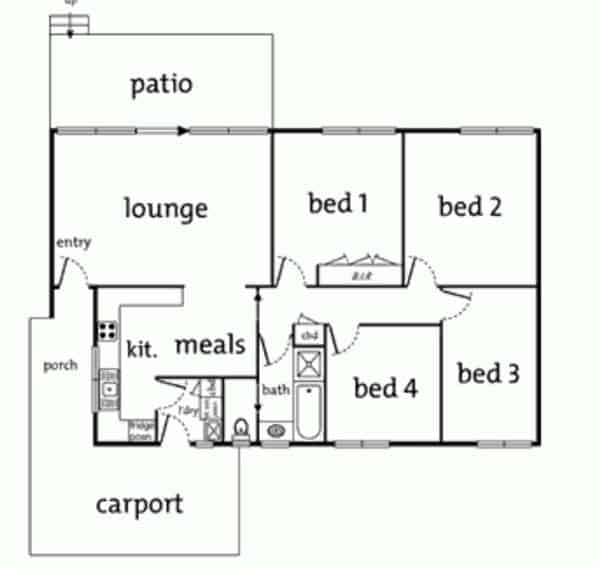 up
patio
lounge
bed 1
bed 2
entry
B.I.R
kit.
meals
cbd
porch
bath
bed 4
bed 3
l'dry
fridge
carport